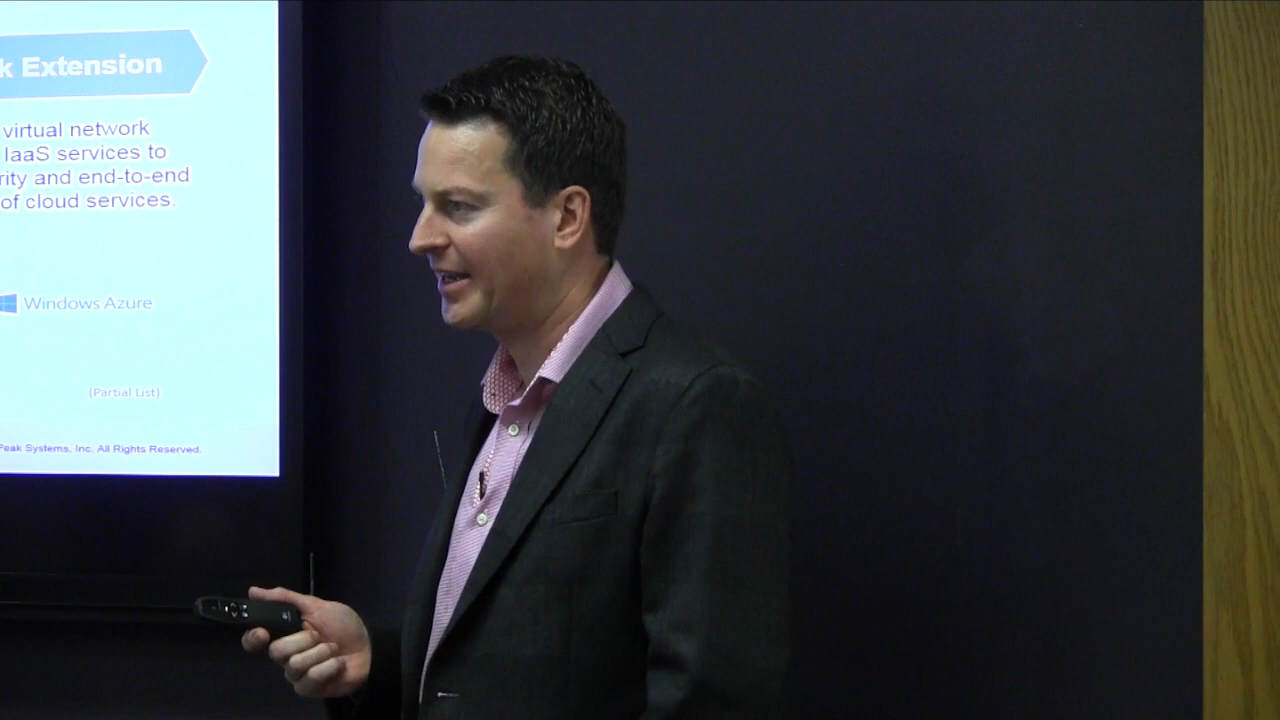 k Extension
virtual network
IaaS services to
rity and end-to-end
of cloud services.
Windows Azure
(Partial List)
Peak Systems, Inc. All Rights Reserved.